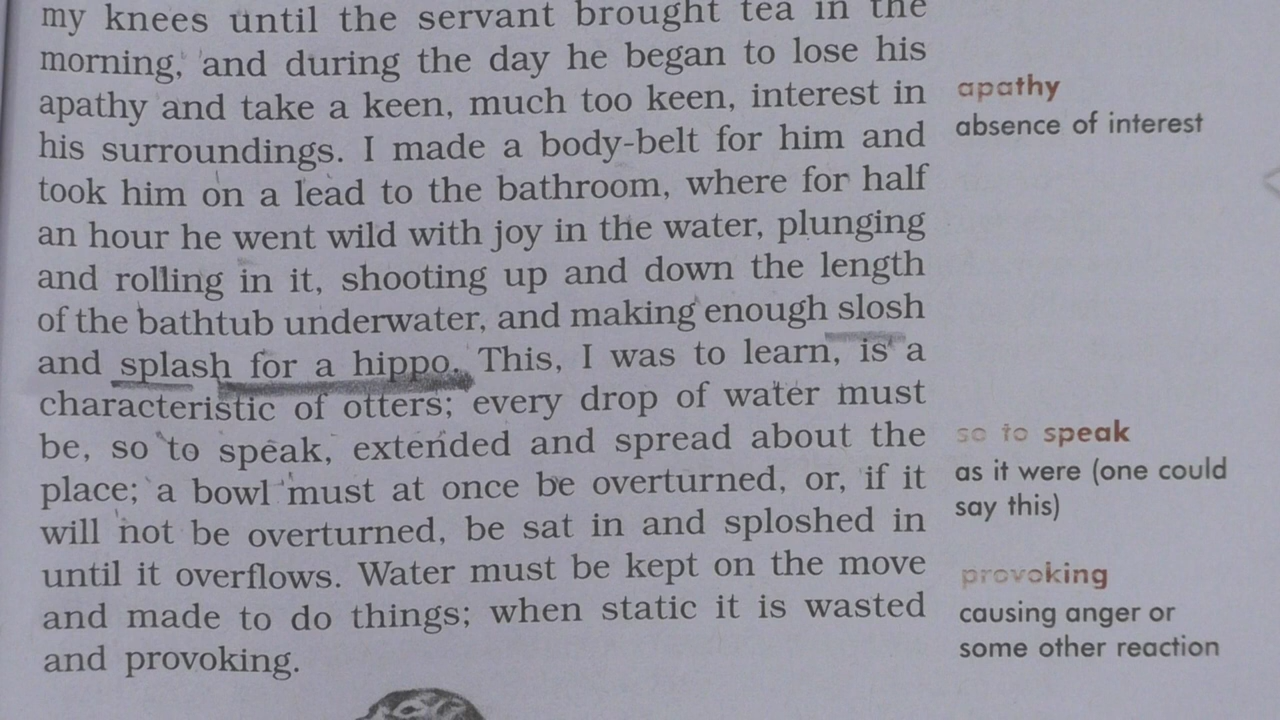 my knees until the servant brought tea in the
morning, and during the day he began to lose his
apathy and take a keen, much too keen, interest in
his surroundings. I made a body-belt for him and
took him on a lead to the bathroom, where for half
an hour he went wild with joy in the water, plunging
and rolling in it, shooting up and down the length
of the bathtub underwater, and making enough slosh
and splash for a hippo. This, I was to learn, is a
characteristic of otters; every drop of water must
be, so to speak, extended and spread about the
place; a bowl must at once be overturned, or, if it
will not be overturned, be sat in and sploshed in
until it overflows. Water must be kept on the move
and made to do things; when static it is wasted
and provoking.
apathy
absence of interest
so to speak
as it were (one could
say this)
provoking
causing anger or
some other reaction